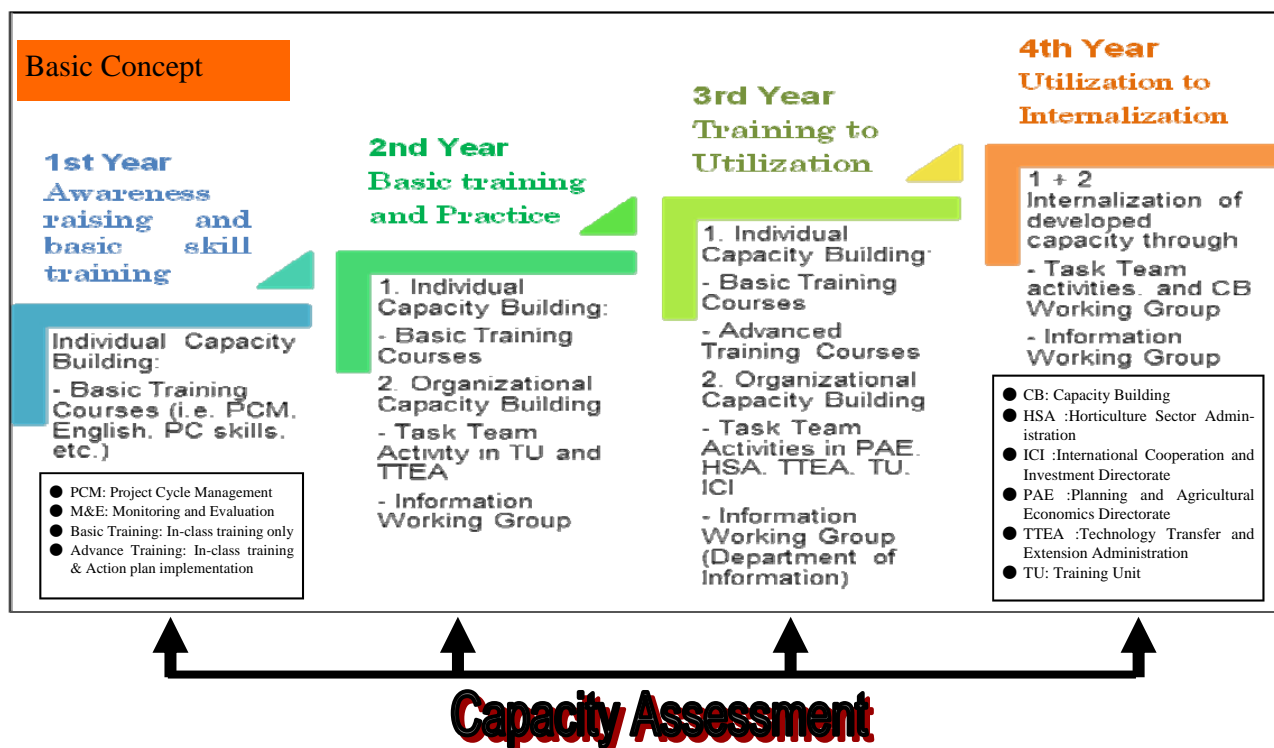 Basic Concept
1st Year
Awareness
raising and
basic skill
training
Individual Capacity
Building:
- Basic Training
Courses (i.e. PCM,
English, PC skills,
etc.)
● PCM: Project Cycle Management
● M&E: Monitoring and Evaluation
● Basic Training: In-class training only
● Advance Training: In-class training
& Action plan implementation
2nd Year
Basic training
and Practice
1. Individual
Capacity Building:
- Basic Training
Courses
2. Organizational
Capacity Building
- Task Team
Activity in TU and
TTEA
- Information
Working Group
3rd Year
Training to
Utilization
1. Individual
Capacity Building:
- Basic Training
Courses
- Advanced
Training Courses
2. Organizational
Capacity Building
- Task Team
Activities in PAE,
HSA, TTEA, TU,
ICI
- Information
Working Group
(Department of
Information)
4th Year
Utilization to
Internalization
1 + 2
Internalization of
developed
capacity through
- Task Team
activities, and CB
Working Group
- Information
Working Group
● CB: Capacity Building
● HSA :Horticulture Sector Admin-
istration
● ICI :International Cooperation and
Investment Directorate
● PAE :Planning and Agricultural
Economics Directorate
● TTEA :Technology Transfer and
Extension Administration
● TU: Training Unit
Capacity Assessment